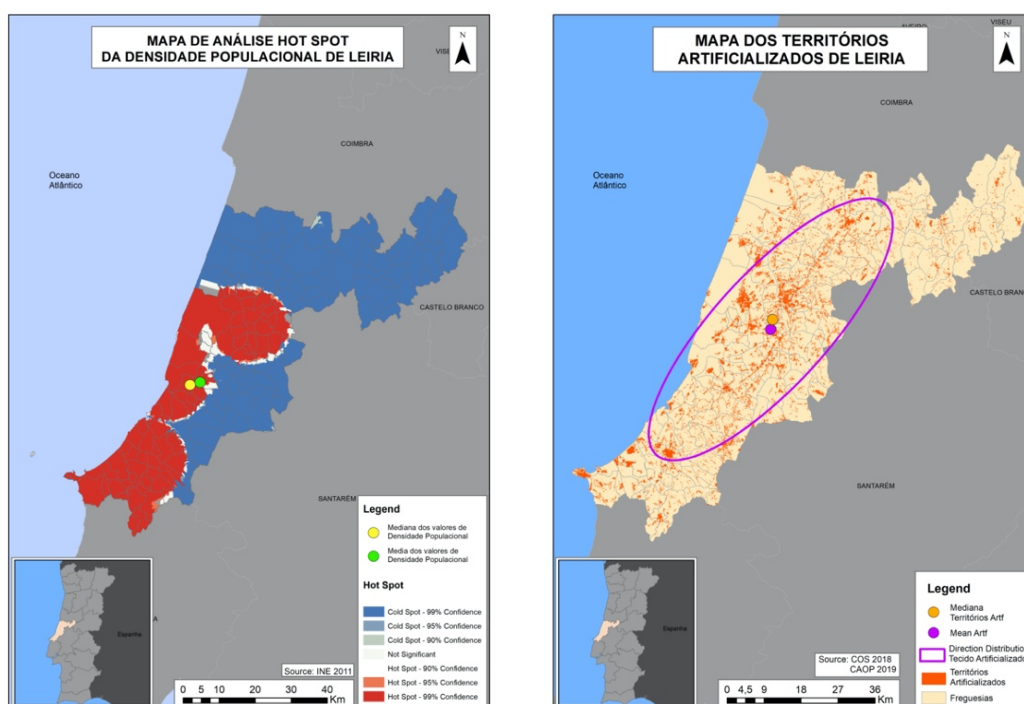 MAPA DE ANÁLISE HOT SPOT
DA DENSIDADE POPULACIONAL DE LEIRIA
N
COIMBRA
Oceano
Atlântico
CASTELO BRANCO
SANTARÉM
Legend
Mediana dos valores de
Densidade Populacional
Media dos valores de
Densidade Populacional
Hot Spot
Cold Spot - 99% Confidence
Cold Spot - 95% Confidence
Cold Spot - 90% Confidence
Not Significant
Hot Spot - 90% Confidence
Hot Spot - 95% Confidence
Hot Spot - 99% Confidence
Espanha
A
Source: INE 2011
0 5 10 20 30 40
Km
VISEU
MAPA DOS TERRITÓRIOS
ARTIFICIALIZADOS DE LEIRIA
N
COIMBRA
Oceano
Atlântico
CASTELO BRAN
SANTARÉM
Legend
Mediana
Territórios Artf
Mean Artf
Direction Distributio
Tecido Artificializado
Territórios
Artificializados
Freguesias
Espanha
Source: COS 2018
CAOP 2019
0 4,5 9 18 27 36
Km